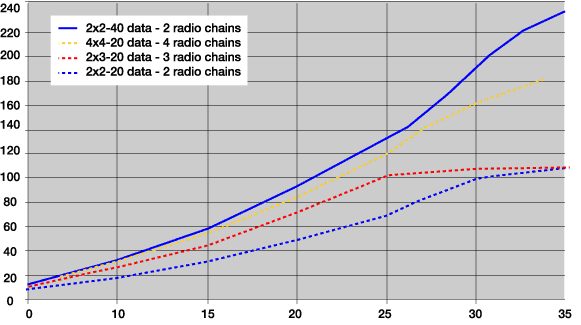 240
220
200
180
160
140
120
100
80
60
40
20
0
2x2-40 data - 2 radio chains
4x4-20 data - 4 radio chains
2x3-20 data - 3 radio chains
2x2-20 data - 2 radio chains
0 10 15 20 25 30 35